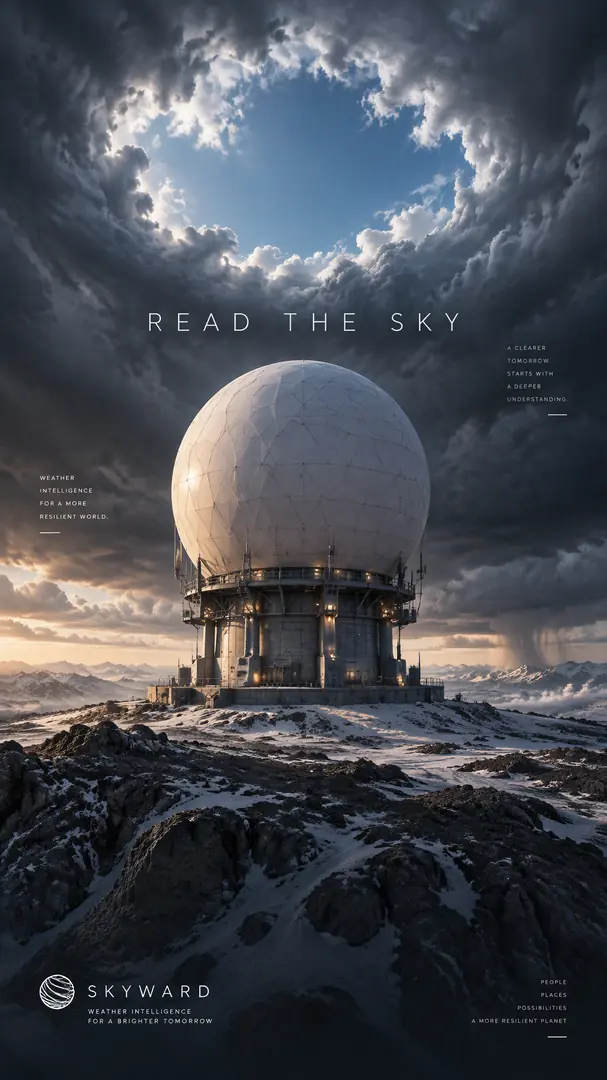 READ THE SKY
A CLEARER
TOMORROW
STARTS WITH
A DEEPER
UNDERSTANDING.
WEATHER
INTELLIGENCE
FOR A MORE
RESILIENT WORLD.
SKYWARD
WEATHER INTELLIGENCE
FOR A BRIGHTER TOMORROW
PEOPLE
PLACES
POSSIBILITIES
A MORE RESILIENT PLANET